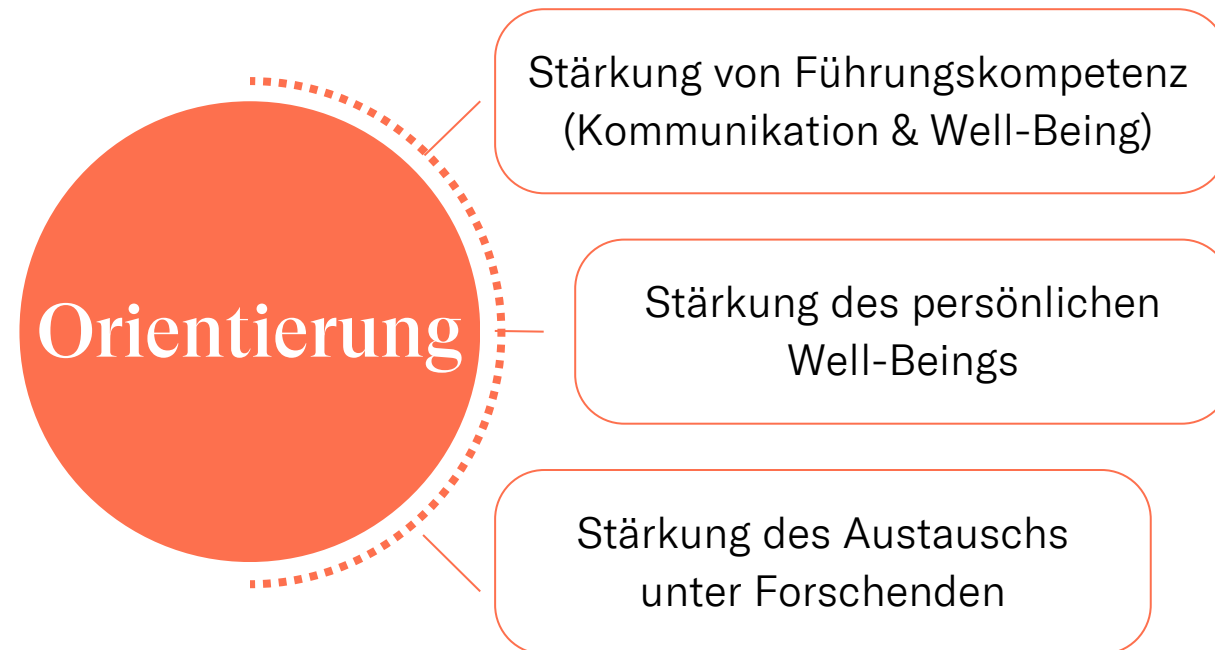 Stärkung von Führungskompetenz
(Kommunikation & Well-Being)
Orientierung
Stärkung des persönlichen
Well-Beings
Stärkung des Austauschs
unter Forschenden